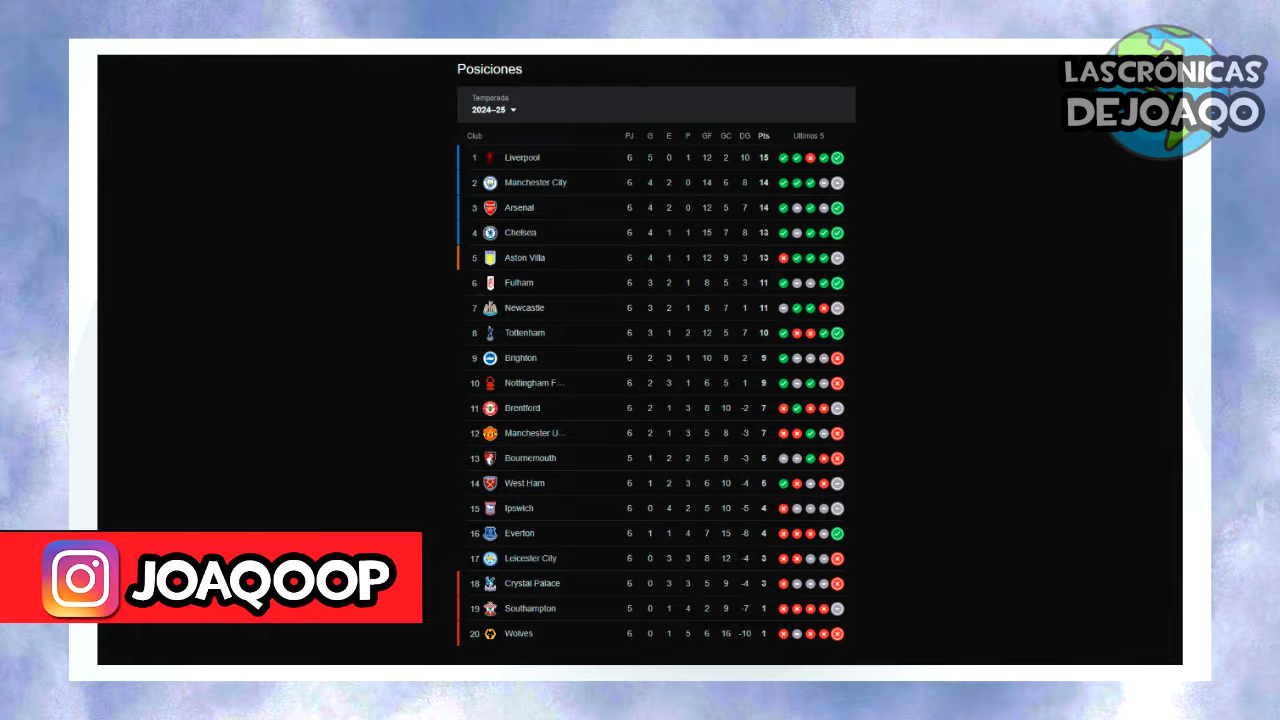 LAS CRÓNICAS
DE JOAQO
Posiciones
Temporada
2024–25
Club PJ G E P GF GC DG Pts Últimos 5
1 Liverpool 6 5 0 1 12 2 10 15
2 Manchester City 6 4 2 0 14 6 8 14
3 Arsenal 6 4 2 0 12 5 7 14
4 Chelsea 6 4 1 1 15 7 8 13
5 Aston Villa 6 4 1 1 12 9 3 13
6 Fulham 6 3 2 1 8 5 3 11
7 Newcastle 6 3 2 1 8 7 1 11
8 Tottenham 6 3 1 2 12 5 7 10
9 Brighton 6 2 3 1 10 8 2 9
10 Nottingham F... 6 2 3 1 6 5 1 9
11 Brentford 6 2 1 3 8 10 -2 7
12 Manchester U... 6 2 1 3 5 8 -3 7
13 Bournemouth 5 1 2 2 5 8 -3 5
14 West Ham 6 1 2 3 6 10 -4 5
15 Ipswich 6 0 4 2 5 10 -5 4
16 Everton 6 1 1 4 7 15 -8 4
17 Leicester City 6 0 3 3 8 12 -4 3
18 Crystal Palace 6 0 3 3 5 9 -4 3
19 Southampton 5 0 1 4 2 9 -7 1
20 Wolves 6 0 1 5 6 16 -10 1
JOAQOOP